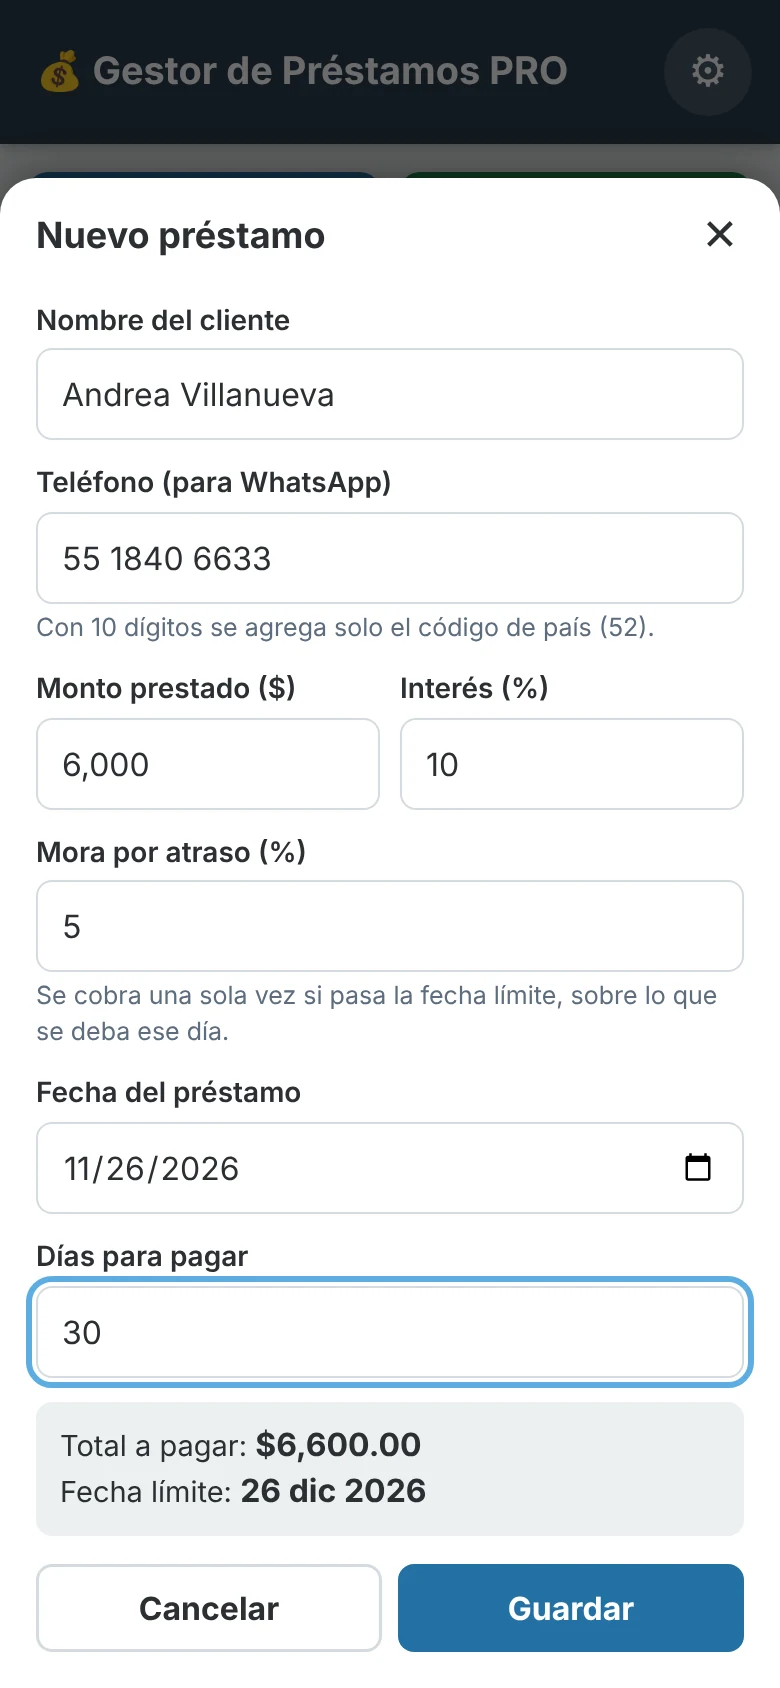 Gestor de Préstamos PRO
Nuevo préstamo
Nombre del cliente
Andrea Villanueva
Teléfono (para WhatsApp)
55 1840 6633
Con 10 dígitos se agrega solo el código de país (52).
Monto prestado ($) Interés (%)
6,000 10
Mora por atraso (%)
5
Se cobra una sola vez si pasa la fecha límite, sobre lo que
se deba ese día.
Fecha del préstamo
11/26/2026
Días para pagar
30
Total a pagar: $6,600.00
Fecha límite: 26 dic 2026
Cancelar Guardar